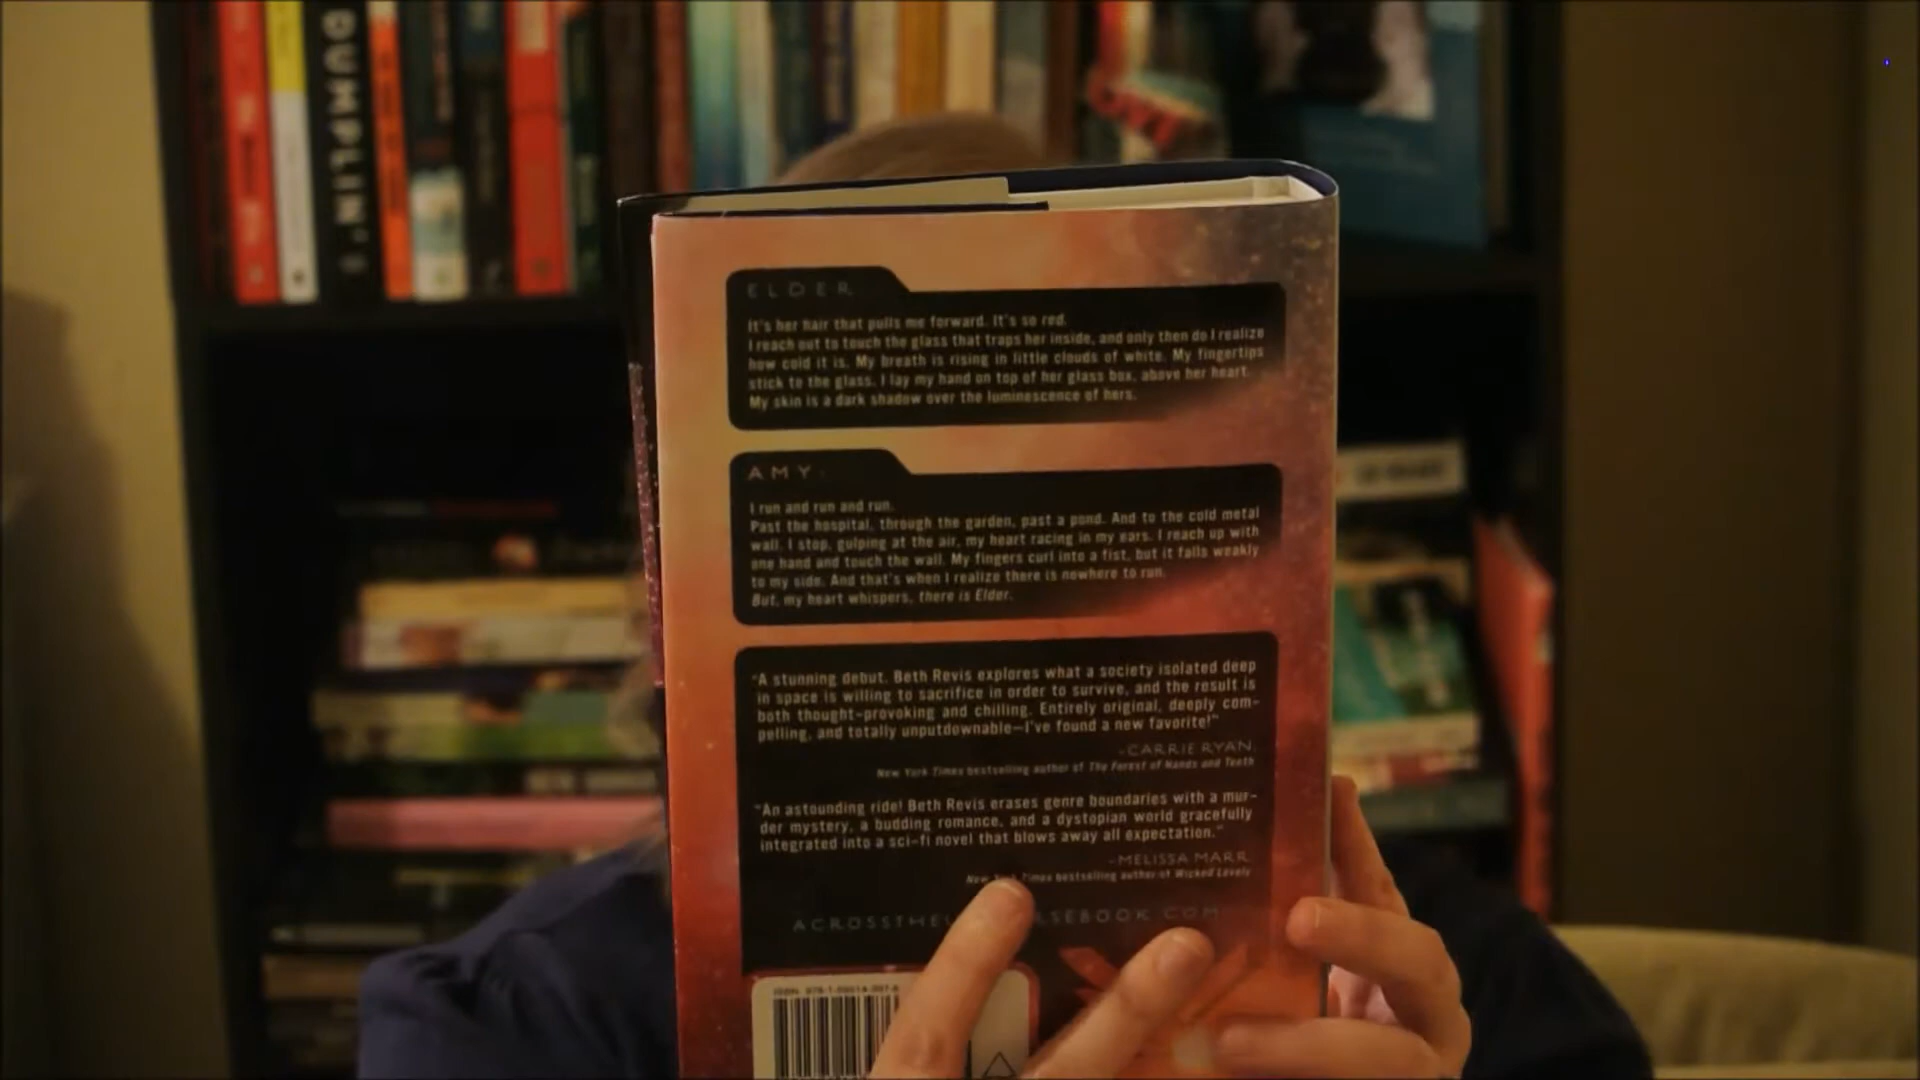 DUMPLIN'
ELDER
It's her hair that pulls me forward. It's so red.
I reach out to touch the glass that traps her inside, and only then do I realize
how cold it is. My breath is rising in little clouds of white. My fingertips
stick to the glass. I lay my hand on top of her glass box, above her heart.
My skin is a dark shadow over the luminescence of hers.
AMY
I run and run and run.
Past the hospital, through the garden, past a pond. And to the cold metal
wall. I stop, gulping at the air, my heart racing in my ears. I reach up with
one hand and touch the wall. My fingers curl into a fist, but it falls weakly
to my side. And that's when I realize there is nowhere to run.
But, my heart whispers, there is Elder.
"A stunning debut. Beth Revis explores what a society isolated deep
in space is willing to sacrifice in order to survive, and the result is
both thought-provoking and chilling. Entirely original, deeply com-
pelling, and totally unputdownable—I've found a new favorite!"
-CARRIE RYAN,
New York Times bestselling author of The Forest of Hands and Teeth
"An astounding ride! Beth Revis erases genre boundaries with a mur-
der mystery, a budding romance, and a dystopian world gracefully
integrated into a sci-fi novel that blows away all expectation."
-MELISSA MARR
New York Times bestselling author of Wicked Lovely
ACROSSTHEU RSEBOOK.COM
ISBN